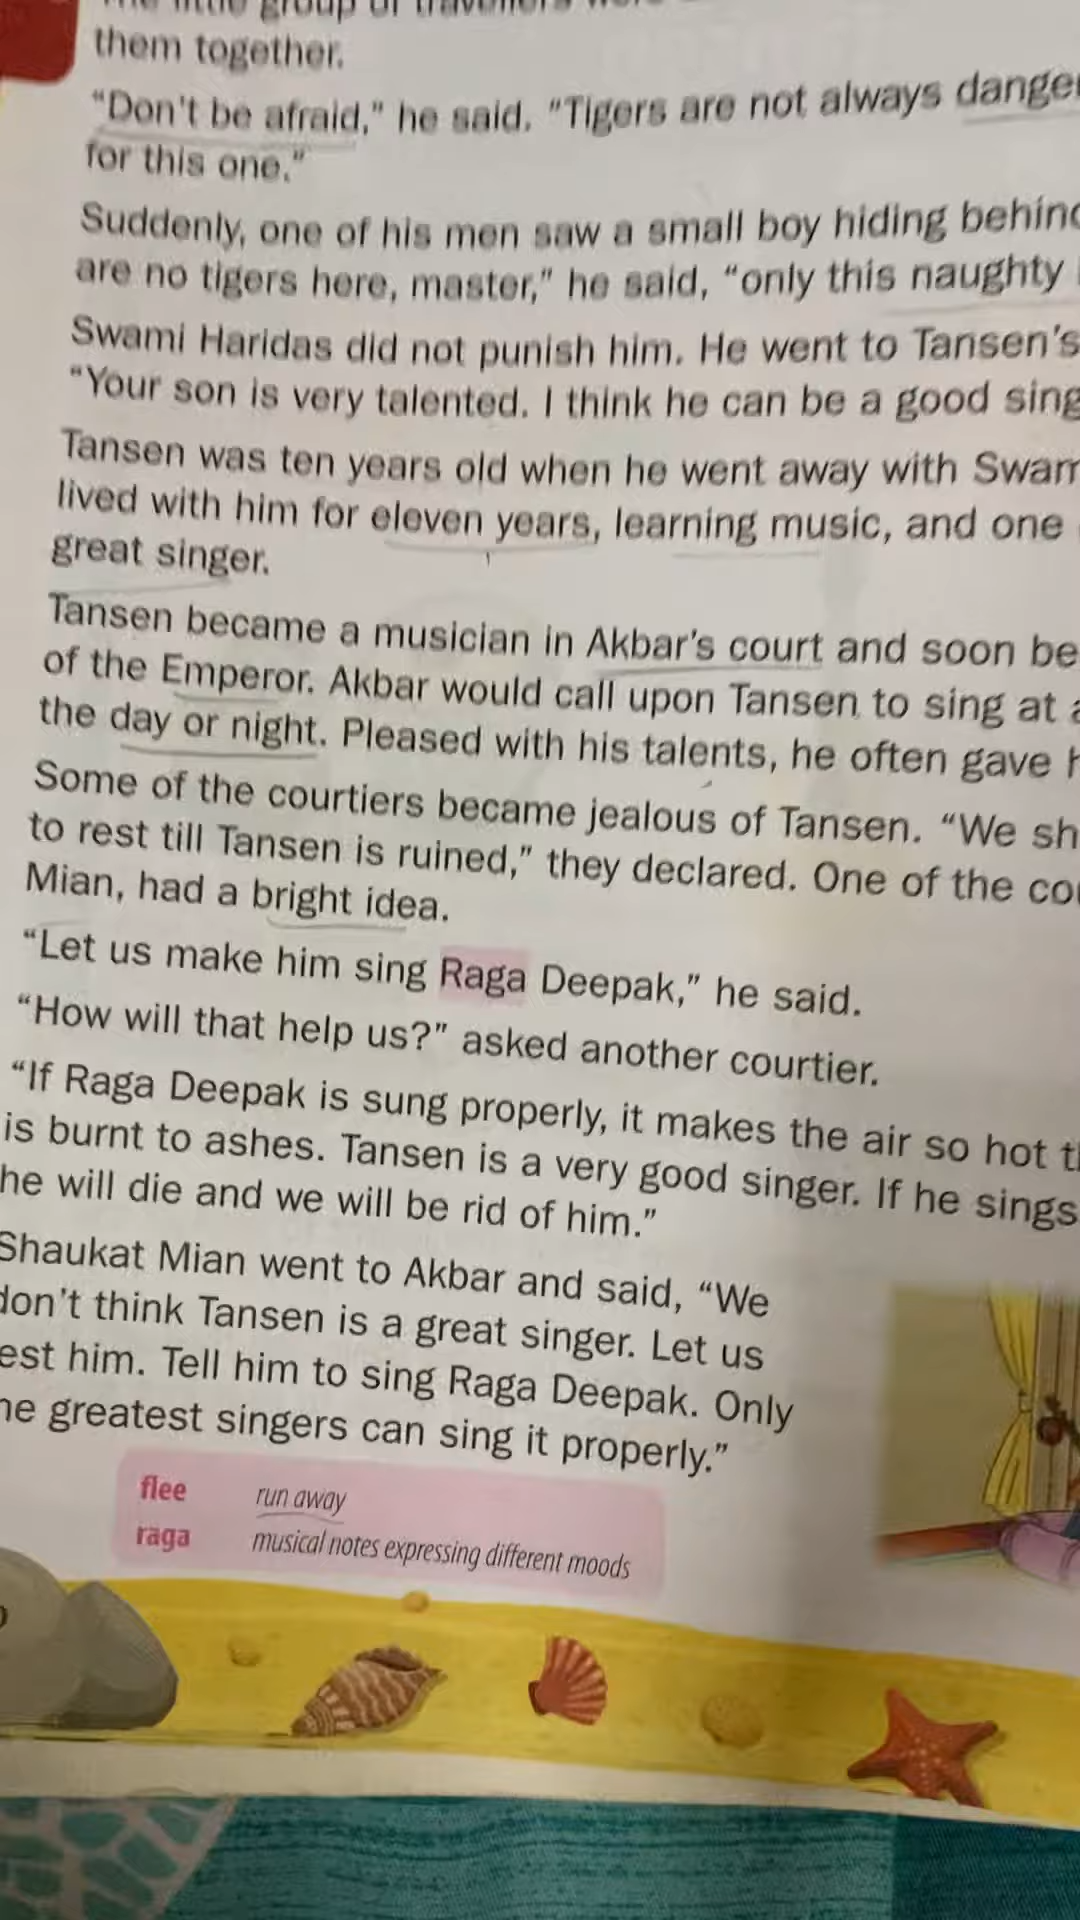 them together.
"Don't be afraid," he said. "Tigers are not always
for this one."
Suddenly, one of his men saw a small boy hiding
are no tigers here, master," he said, "only this naughty
Swami Haridas did not punish him. He went to Tansen's
"Your son is very talented. I think he can be a good
Tansen was ten years old when he went away with
lived with him for eleven years, learning music, and one
great singer.
Tansen became a musician in Akbar's court and soon
of the Emperor. Akbar would call upon Tansen to sing at
the day or night. Pleased with his talents, he often gave
Some of the courtiers became jealous of Tansen. "We
to rest till Tansen is ruined," they declared. One of the
Mian, had a bright idea.
"Let us make him sing Raga Deepak," he said.
"How will that help us?" asked another courtier.
"If Raga Deepak is sung properly, it makes the air so hot
is burnt to ashes. Tansen is a very good singer. If he sings
he will die and we will be rid of him."
Shaukat Mian went to Akbar and said, "We
don't think Tansen is a great singer. Let us
est him. Tell him to sing Raga Deepak. Only
he greatest singers can sing it properly."
flee run away
raga musical notes expressing different moods